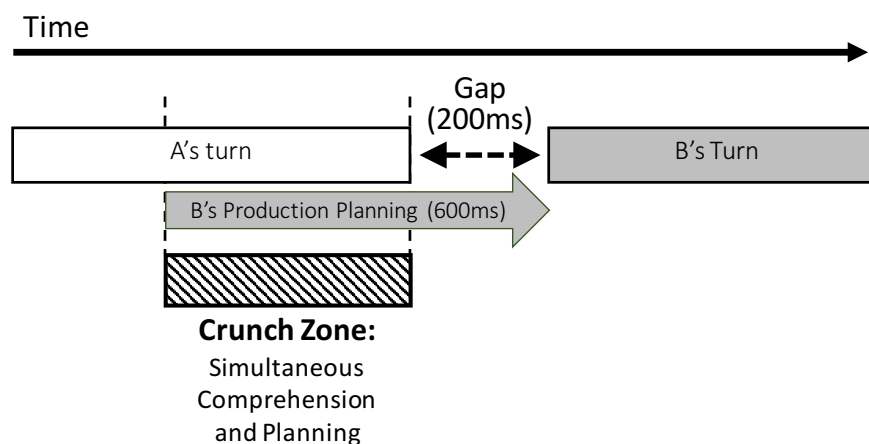 Time
Gap
(200ms)
A's turn
B's Turn
B's Production Planning (600ms)
Crunch Zone:
Simultaneous
Comprehension
and Planning